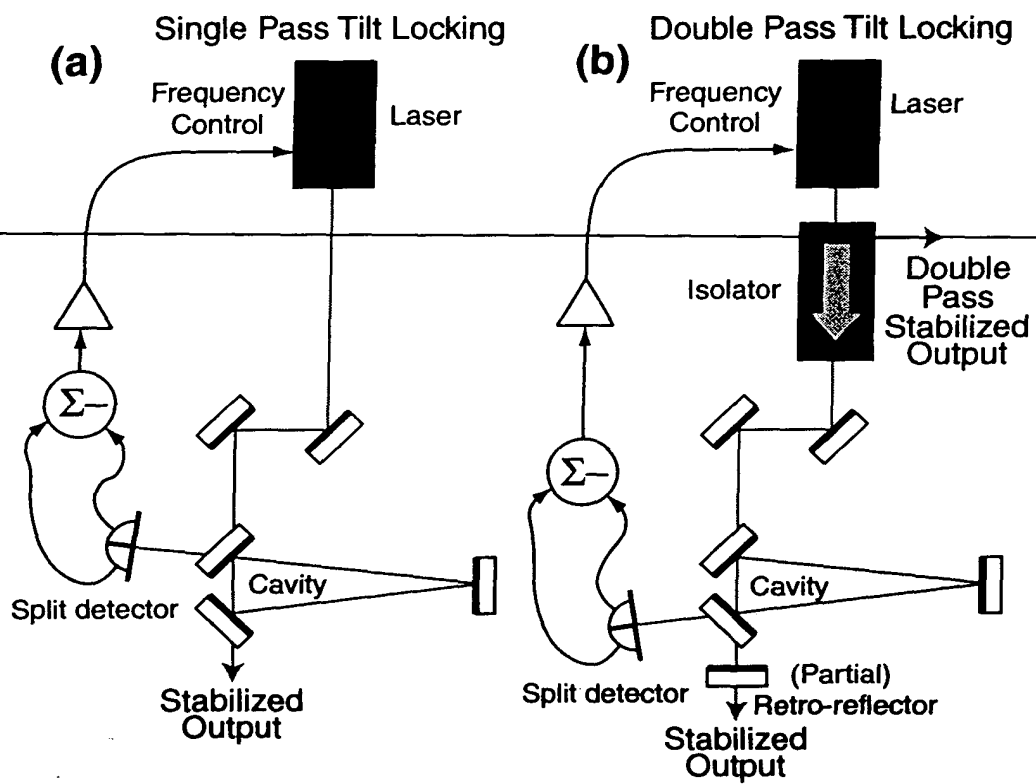 Single Pass Tilt Locking
(a)
Frequency
Control
Laser
Σ–
Cavity
Split detector
Stabilized
Output
Double Pass Tilt Locking
(b)
Frequency
Control
Laser
Isolator
Double
Pass
Stabilized
Output
Σ–
Cavity
(Partial)
Retro-reflector
Split detector
Stabilized
Output